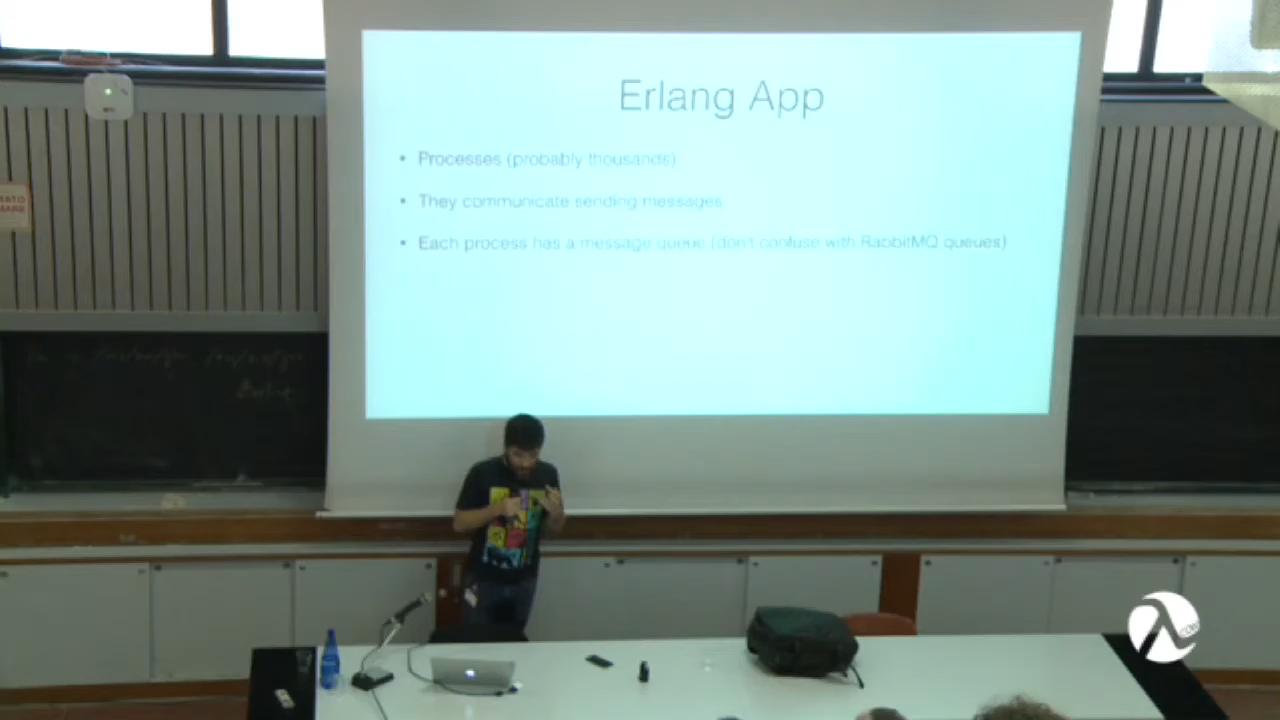 Erlang App
• Processes (probably thousands)
• They communicate sending messages
• Each process has a message queue (don't confuse with RabbitMQ queues)
λ